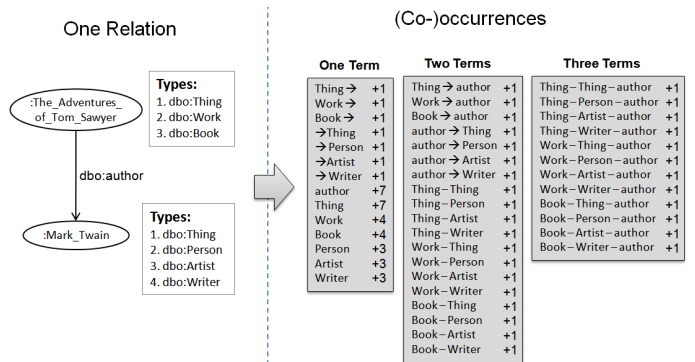 One Relation
:The_Adventures_
of_Tom_Sawyer
Types:
1. dbo:Thing
2. dbo:Work
3. dbo:Book
dbo:author
:Mark_Twain
Types:
1. dbo:Thing
2. dbo:Person
3. dbo:Artist
4. dbo:Writer
(Co-)occurrences
One Term
Thing→ +1
Work→ +1
Book→ +1
→Thing +1
→Person +1
→Artist +1
→Writer +1
author +7
Thing +7
Work +4
Book +4
Person +3
Artist +3
Writer +3
Two Terms
Thing→author +1
Work→author +1
Book→author +1
author→Thing +1
author→Person +1
author→Artist +1
author→Writer +1
Thing–Thing +1
Thing–Person +1
Thing–Artist +1
Thing–Writer +1
Work–Thing +1
Work–Person +1
Work–Artist +1
Work–Writer +1
Book–Thing +1
Book–Person +1
Book–Artist +1
Book–Writer +1
Three Terms
Thing–Thing–author +1
Thing–Person–author +1
Thing–Artist–author +1
Thing–Writer–author +1
Work–Thing–author +1
Work–Person–author +1
Work–Artist–author +1
Work–Writer–author +1
Book–Thing–author +1
Book–Person–author +1
Book–Artist–author +1
Book–Writer–author +1